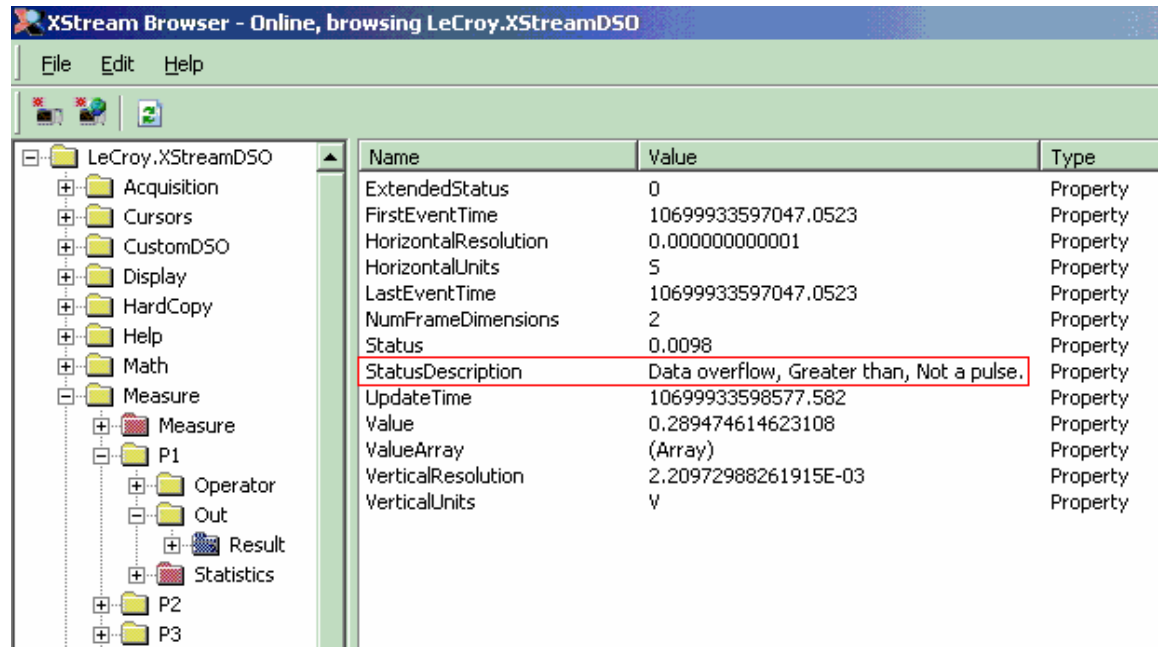 XStream Browser - Online, browsing LeCroy.XStreamDSO
File Edit Help
LeCroy.XStreamDSO
Acquisition
Cursors
CustomDSO
Display
HardCopy
Help
Math
Measure
Measure
P1
Operator
Out
Result
Statistics
P2
P3
Name Value Type
ExtendedStatus 0 Property
FirstEventTime 10699933597047.0523 Property
HorizontalResolution 0.000000000001 Property
HorizontalUnits S Property
LastEventTime 10699933597047.0523 Property
NumFrameDimensions 2 Property
Status 0.0098 Property
StatusDescription Data overflow, Greater than, Not a pulse. Property
UpdateTime 10699933598577.582 Property
Value 0.289474614623108 Property
ValueArray (Array) Property
VerticalResolution 2.20972988261915E-03 Property
VerticalUnits V Property